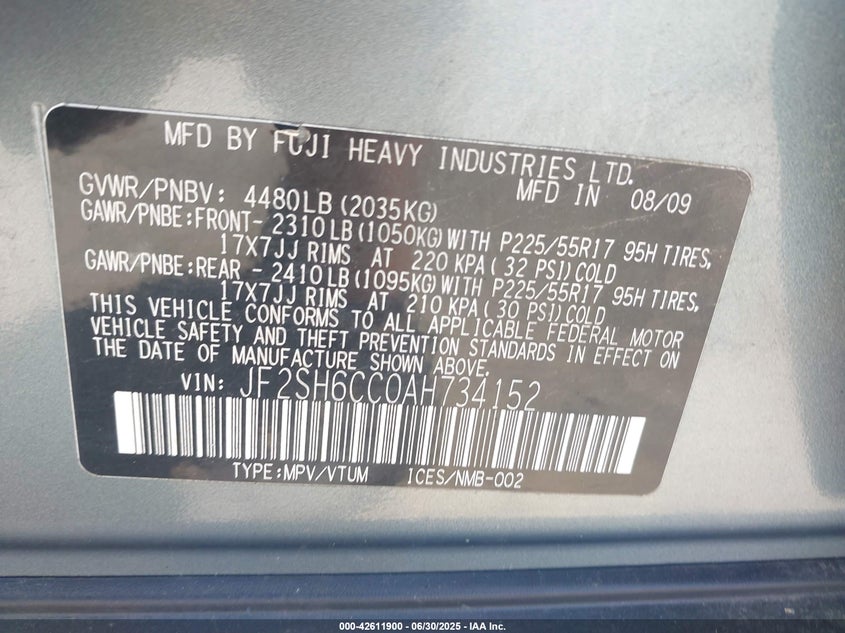 MFD BY FUJI HEAVY INDUSTRIES LTD.
MFD IN 08/09
GVWR/PNBV: 4480LB (2035KG)
GAWR/PNBE:FRONT- 2310LB (1050KG) WITH P225/55R17 95H TIRES,
17X7JJ RIMS AT 220 KPA ( 32 PSI) COLD
GAWR/PNBE:REAR - 2410LB (1095KG) WITH P225/55R17 95H TIRES,
17X7JJ RIMS AT 210 KPA ( 30 PSI) COLD
THIS VEHICLE CONFORMS TO ALL APPLICABLE FEDERAL MOTOR
VEHICLE SAFETY AND THEFT PREVENTION STANDARDS IN EFFECT ON
THE DATE OF MANUFACTURE SHOWN ABOVE.
VIN: JF2SH6CC0AH734152
TYPE:MPV/VTUM ICES/NMB-002
000-42611900 - 06/30/2025 - IAA Inc.